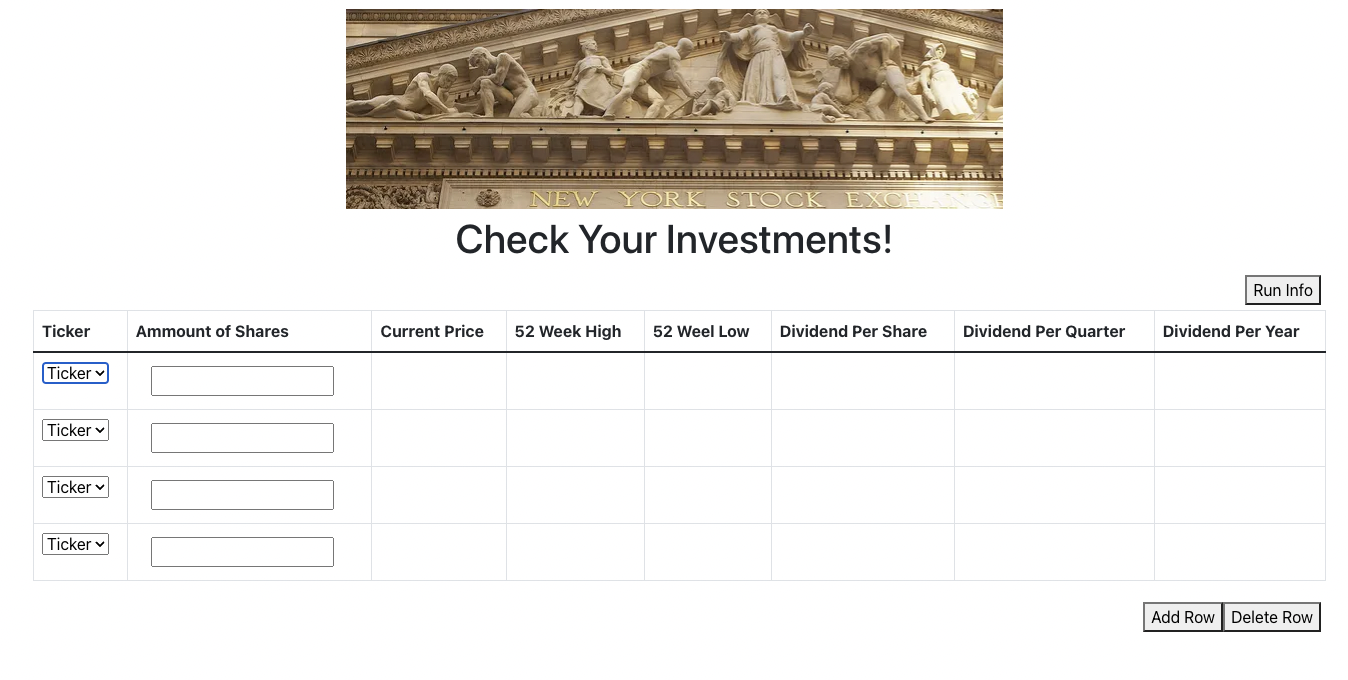 NEW YORK STOCK EXCHANGE
Check Your Investments!
Run Info
Ticker Ammount of Shares Current Price 52 Week High 52 Weel Low Dividend Per Share Dividend Per Quarter Dividend Per Year
Ticker
Ticker
Ticker
Ticker
Add Row Delete Row